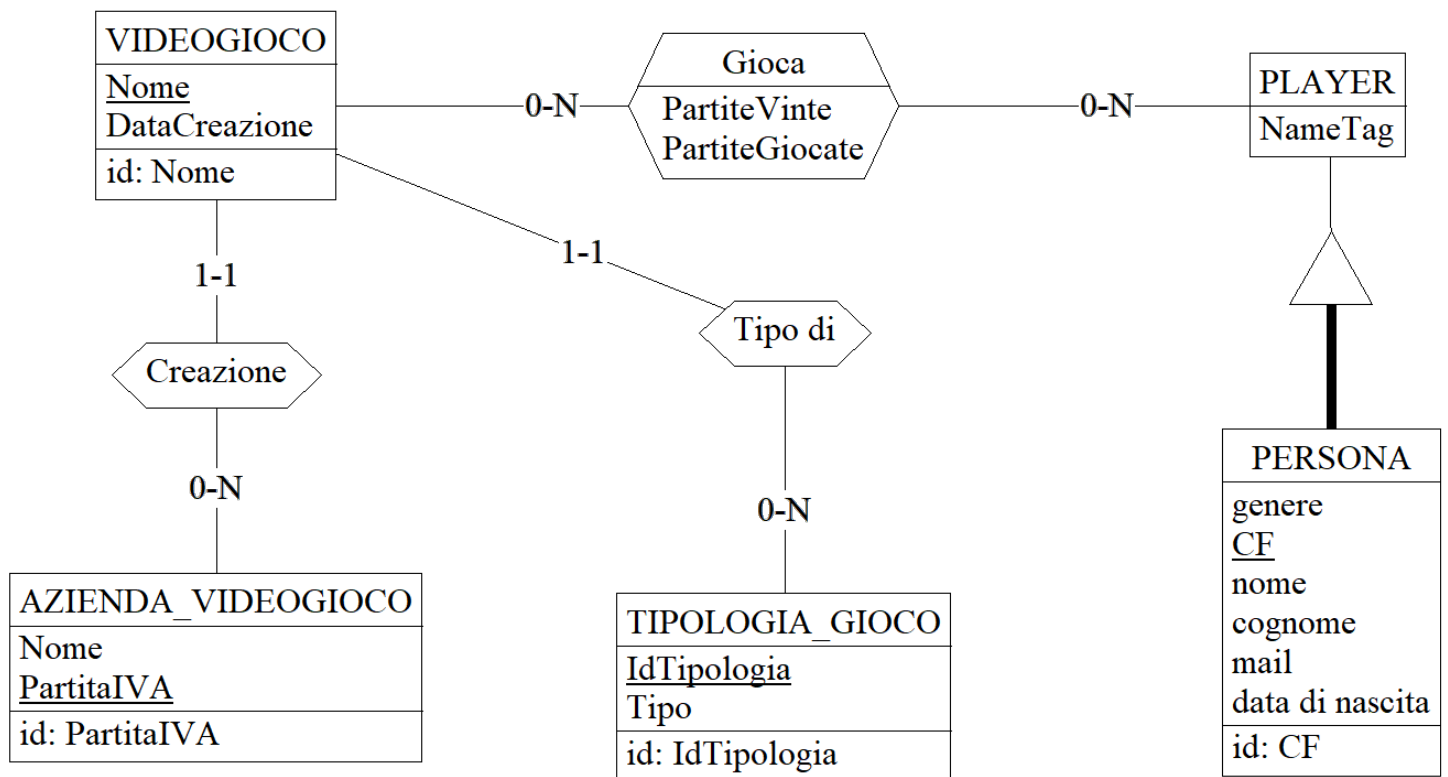 VIDEOGIOCO
Nome
DataCreazione
id: Nome
0-N
Gioca
PartiteVinte
PartiteGiocate
0-N
PLAYER
NameTag
1-1
1-1
Creazione
Tipo di
0-N
0-N
AZIENDA_VIDEOGIOCO
Nome
PartitaIVA
id: PartitaIVA
TIPOLOGIA_GIOCO
IdTipologia
Tipo
id: IdTipologia
PERSONA
genere
CF
nome
cognome
mail
data di nascita
id: CF